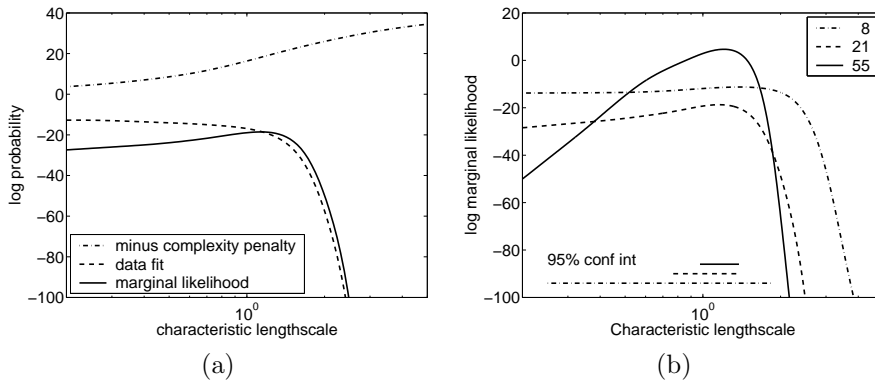 40
20
0
−20
−40
−60
−80
−100
log probability
minus complexity penalty
data fit
marginal likelihood
10^0
characteristic lengthscale
(a)
20
0
−20
−40
−60
−80
−100
log marginal likelihood
8
21
55
95% conf int
10^0
Characteristic lengthscale
(b)